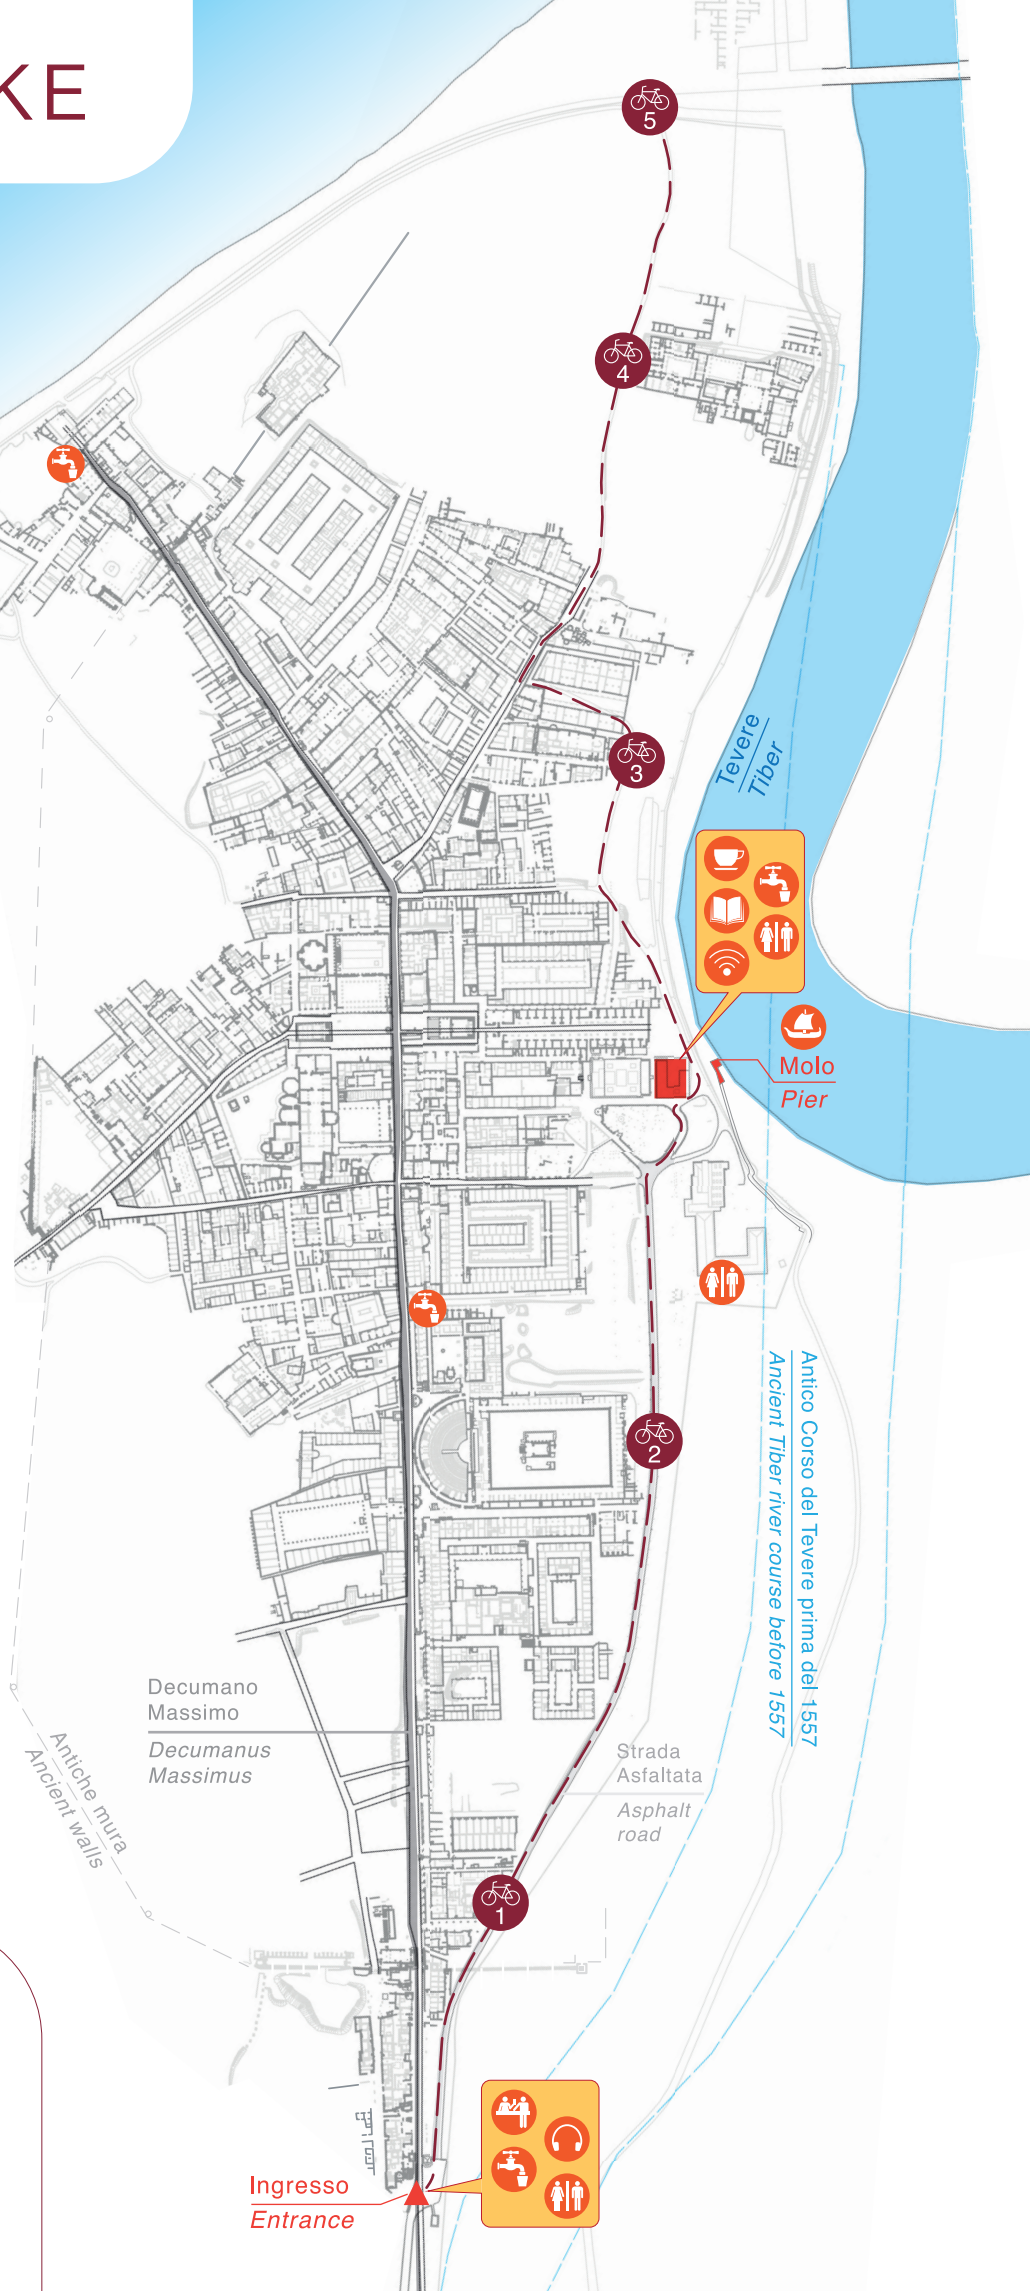 KE
5
4
3
Tevere
Tiber
Molo
Pier
2
Antico Corso del Tevere prima del 1557
Ancient Tiber river course before 1557
Decumano
Massimo
Decumanus
Massimus
Antiche mura
Ancient walls
Strada
Asfaltata
Asphalt
road
1
Ingresso
Entrance